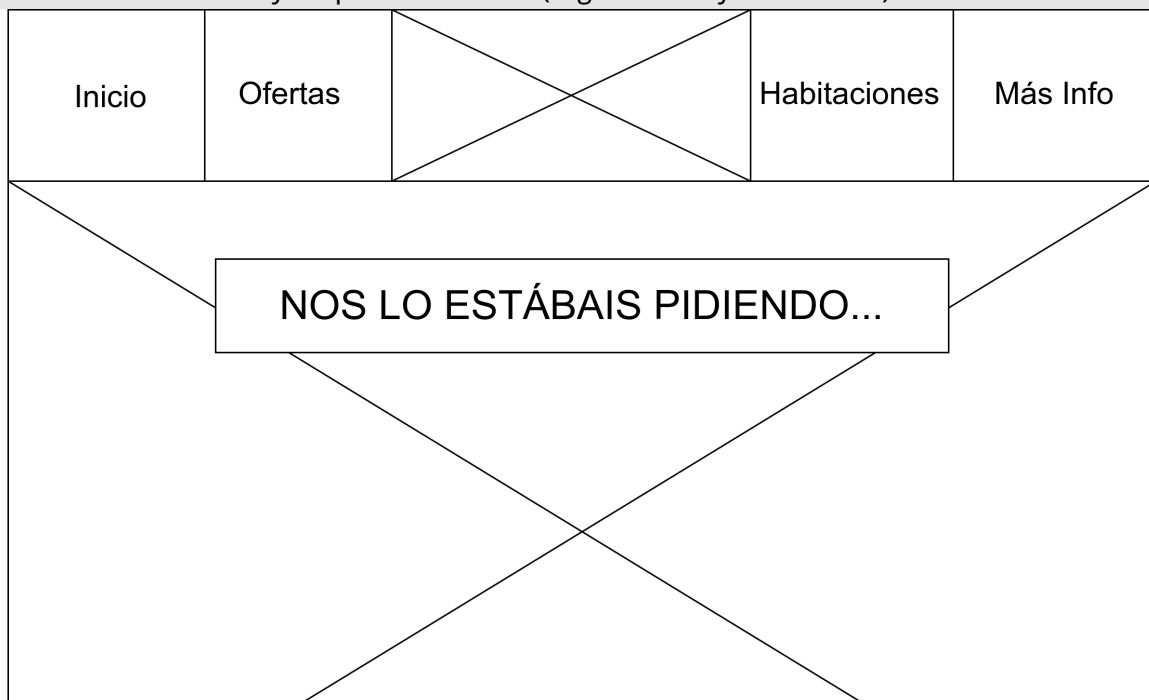 Inicio
Ofertas
Habitaciones
Más Info
NOS LO ESTÁBAIS PIDIENDO...